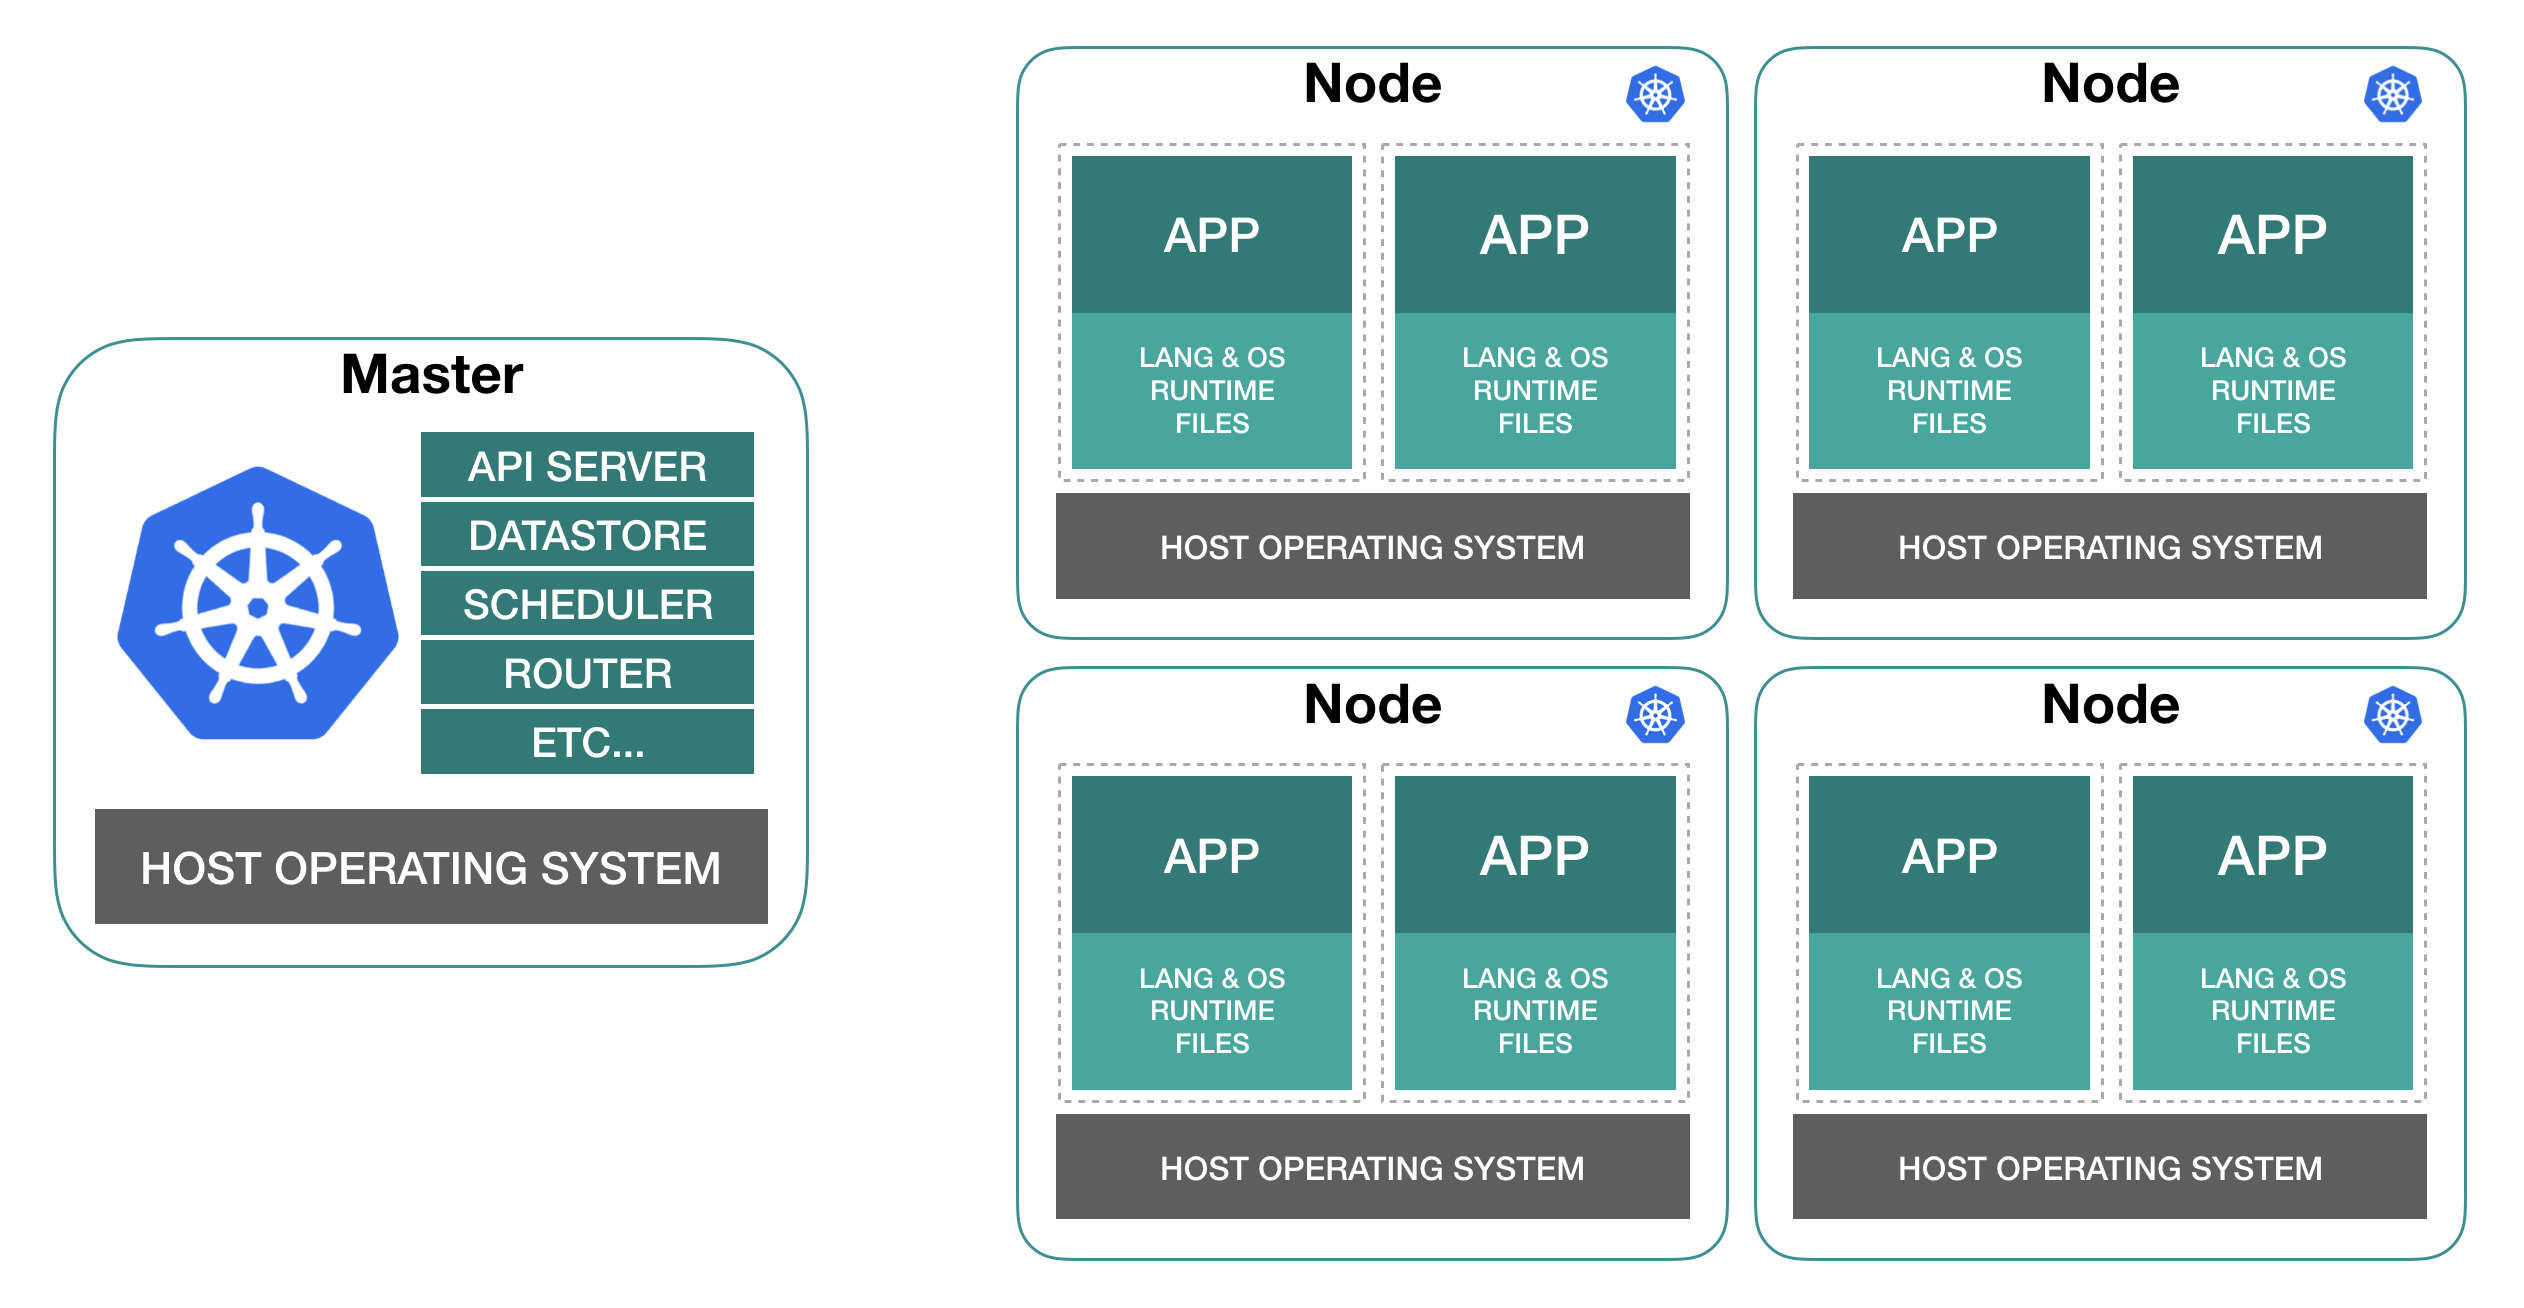 Master
API SERVER
DATASTORE
SCHEDULER
ROUTER
ETC...
HOST OPERATING SYSTEM
Node
APP
LANG & OS
RUNTIME
FILES
APP
LANG & OS
RUNTIME
FILES
HOST OPERATING SYSTEM
Node
APP
LANG & OS
RUNTIME
FILES
APP
LANG & OS
RUNTIME
FILES
HOST OPERATING SYSTEM
Node
APP
LANG & OS
RUNTIME
FILES
APP
LANG & OS
RUNTIME
FILES
HOST OPERATING SYSTEM
Node
APP
LANG & OS
RUNTIME
FILES
APP
LANG & OS
RUNTIME
FILES
HOST OPERATING SYSTEM